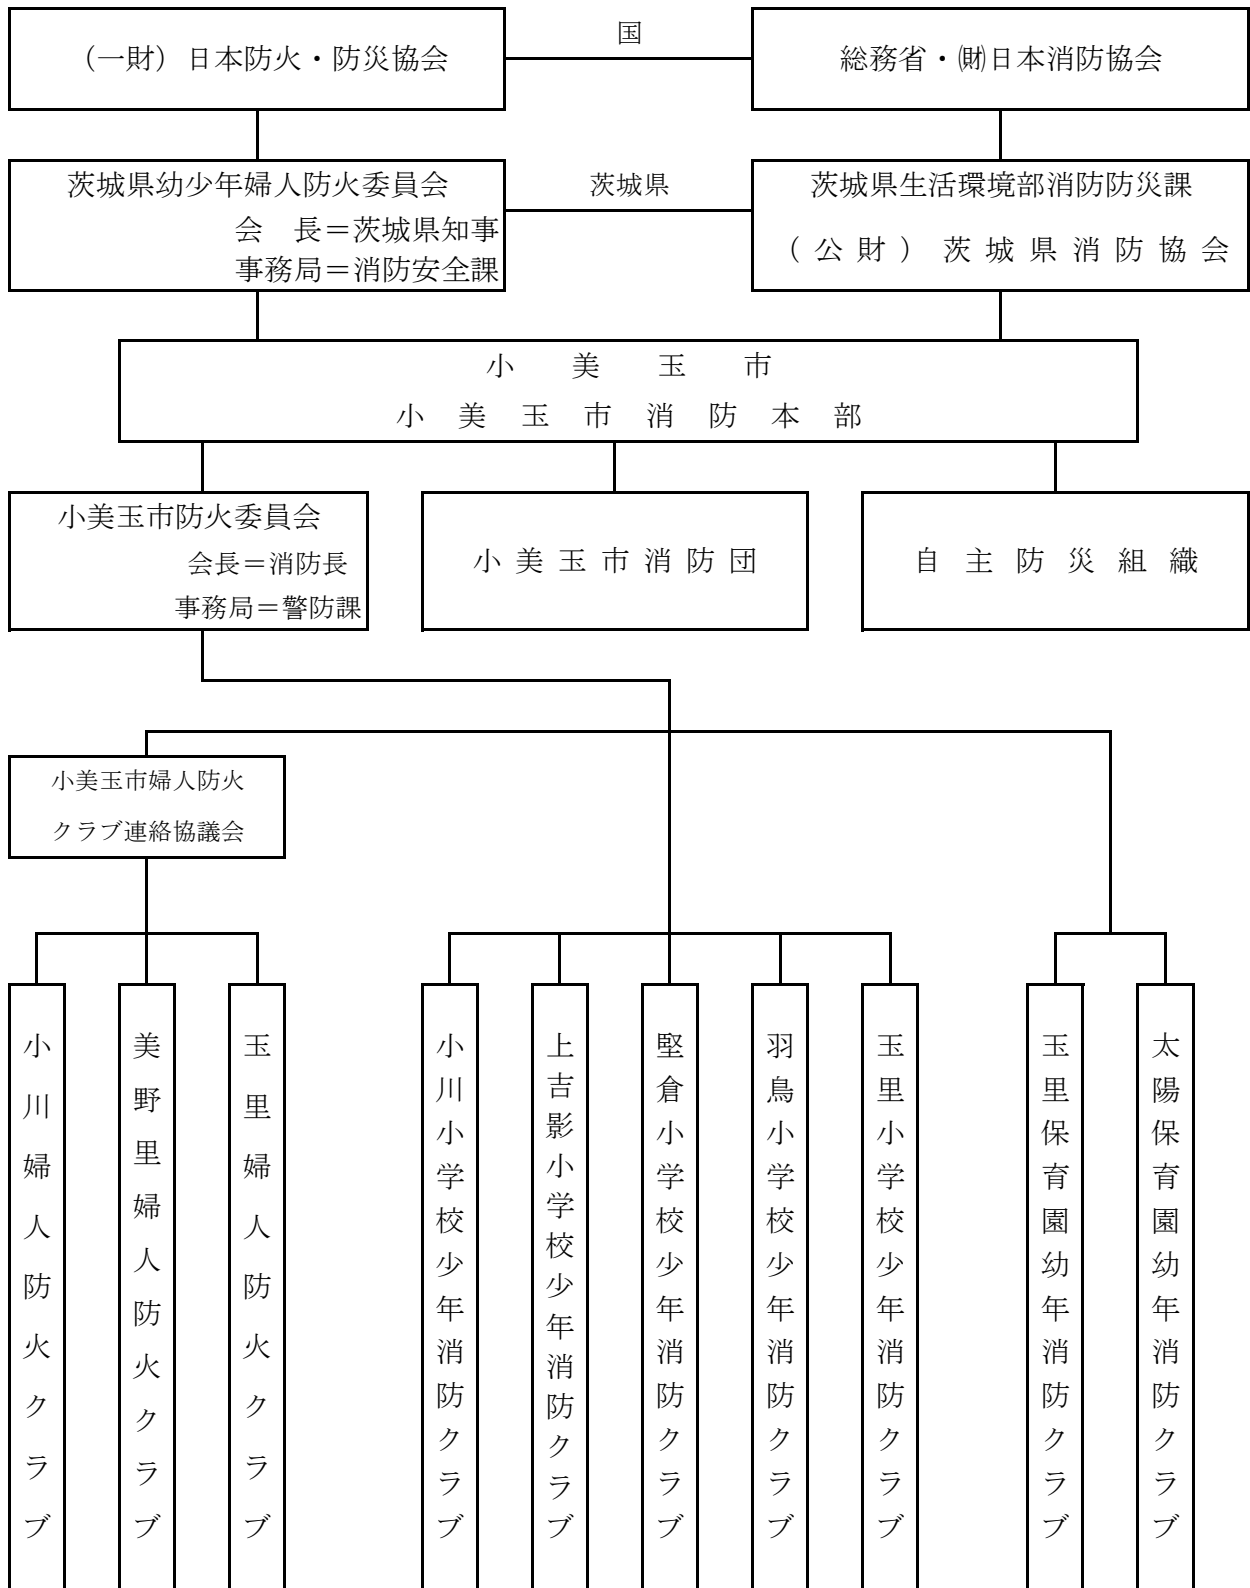 (一財)日本防火・防災協会
国
総務省・㈶日本消防協会
茨城県幼少年婦人防火委員会
会　長＝茨城県知事
事務局＝消防安全課
茨城県
茨城県生活環境部消防防災課
(公財)茨城県消防協会
小美玉市
小美玉市消防本部
小美玉市防火委員会
会長＝消防長
事務局＝警防課
小美玉市消防団
自主防災組織
小美玉市婦人防火
クラブ連絡協議会
小川婦人防火クラブ
美野里婦人防火クラブ
玉里婦人防火クラブ
小川小学校少年消防クラブ
上吉影小学校少年消防クラブ
堅倉小学校少年消防クラブ
羽鳥小学校少年消防クラブ
玉里小学校少年消防クラブ
玉里保育園幼年消防クラブ
太陽保育園幼年消防クラブ